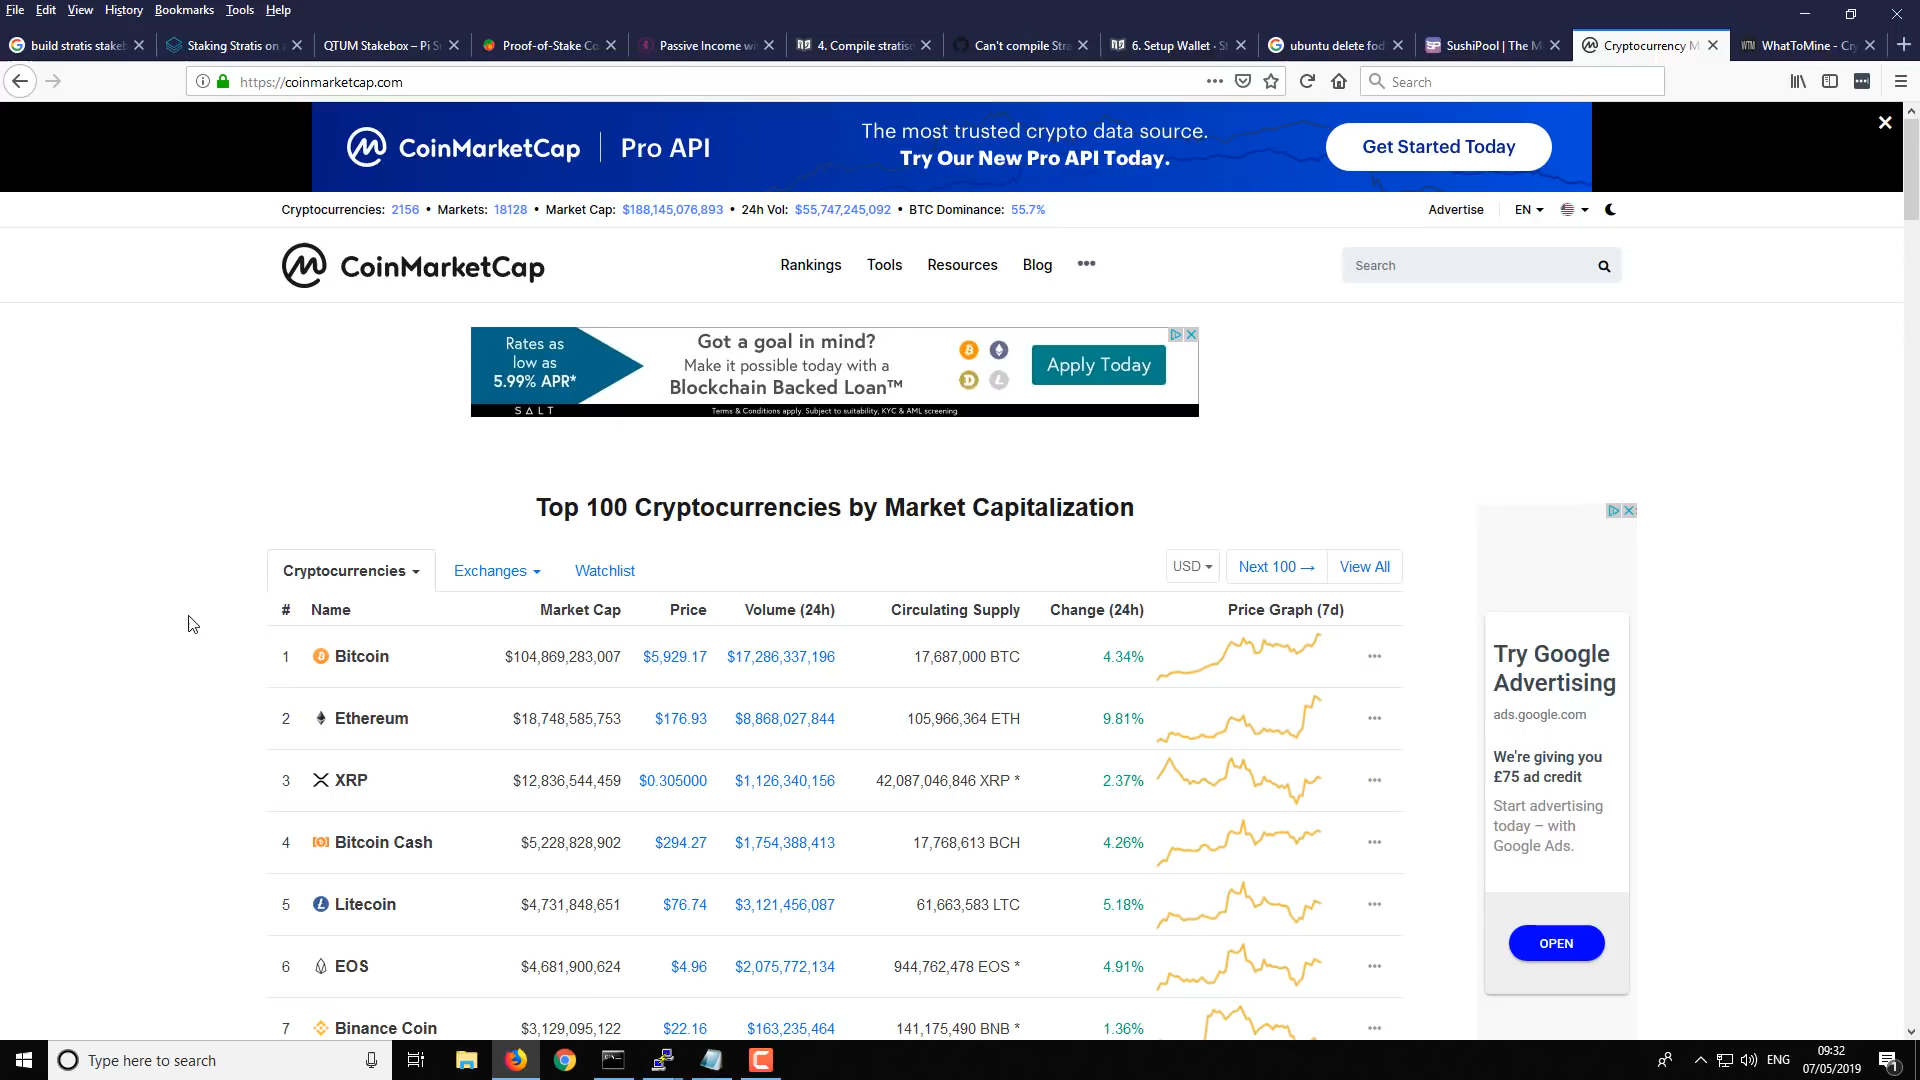 File Edit View History Bookmarks Tools Help
build stratis stake
Staking Stratis on
QTUM Stakebox – Pi S
Proof-of-Stake Co
Passive Income wi
4. Compile stratis
Can't compile Stra
6. Setup Wallet · S
ubuntu delete fod
SushiPool | The M
Cryptocurrency M
WhatToMine - Cry
https://coinmarketcap.com
Search
CoinMarketCap | Pro API
The most trusted crypto data source.
Try Our New Pro API Today.
Get Started Today
Cryptocurrencies: 2156 • Markets: 18128 • Market Cap: $188,145,076,893 • 24h Vol: $55,747,245,092 • BTC Dominance: 55.7%
Advertise EN
CoinMarketCap
Rankings Tools Resources Blog
Search
Rates as
low as
5.99% APR*
SALT
Got a goal in mind?
Make it possible today with a
Blockchain Backed Loan™
Apply Today
Terms & Conditions apply. Subject to suitability, KYC & AML screening
Top 100 Cryptocurrencies by Market Capitalization
Cryptocurrencies Exchanges Watchlist
USD Next 100 → View All
# Name Market Cap Price Volume (24h) Circulating Supply Change (24h) Price Graph (7d)
1 Bitcoin $104,869,283,007 $5,929.17 $17,286,337,196 17,687,000 BTC 4.34%
2 Ethereum $18,748,585,753 $176.93 $8,868,027,844 105,966,364 ETH 9.81%
3 XRP $12,836,544,459 $0.305000 $1,126,340,156 42,087,046,846 XRP * 2.37%
4 Bitcoin Cash $5,228,828,902 $294.27 $1,754,388,413 17,768,613 BCH 4.26%
5 Litecoin $4,731,848,651 $76.74 $3,121,456,087 61,663,583 LTC 5.18%
6 EOS $4,681,900,624 $4.96 $2,075,772,134 944,762,478 EOS * 4.91%
7 Binance Coin $3,129,095,122 $22.16 $163,235,464 141,175,490 BNB * 1.36%
Try Google
Advertising
ads.google.com
We're giving you
£75 ad credit
Start advertising
today – with
Google Ads.
OPEN
Type here to search
ENG
09:32
07/05/2019
1